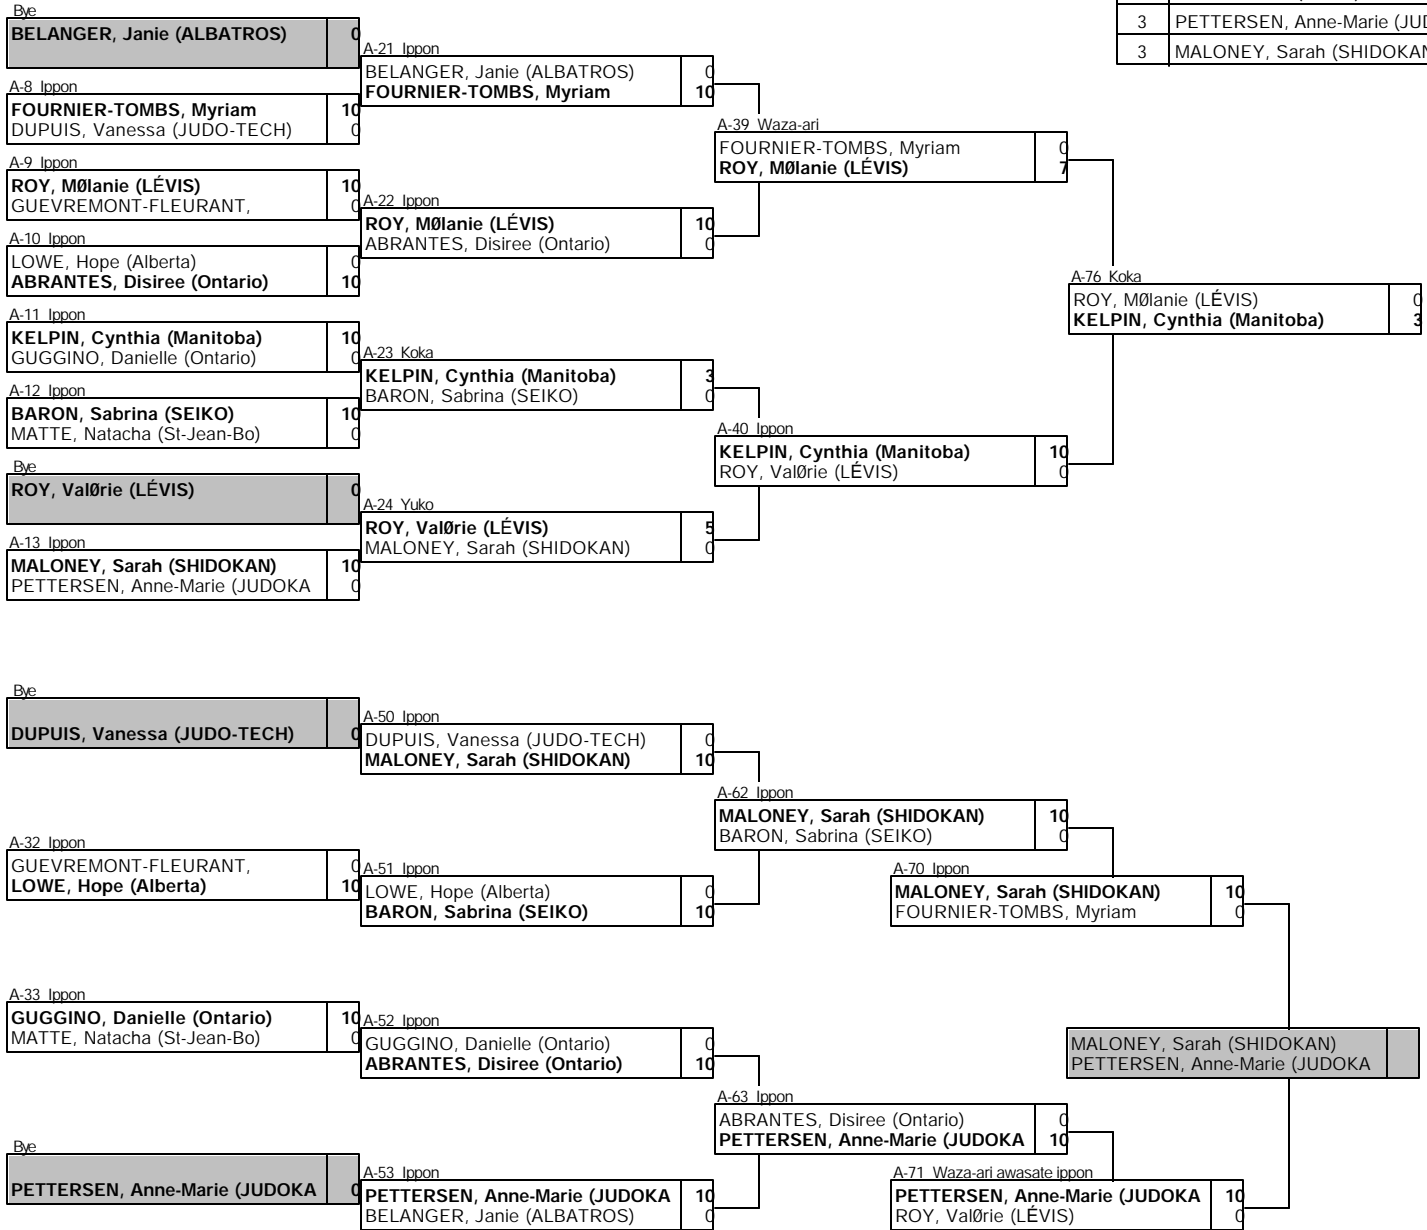 Bye
BELANGER, Janie (ALBATROS) 0
3 PETTERSEN, Anne-Marie (JUD
3 MALONEY, Sarah (SHIDOKAN
A-21 Ippon
BELANGER, Janie (ALBATROS) 0
FOURNIER-TOMBS, Myriam 10
A-8 Ippon
FOURNIER-TOMBS, Myriam 10
DUPUIS, Vanessa (JUDO-TECH) 0
A-39 Waza-ari
FOURNIER-TOMBS, Myriam 0
ROY, MØlanie (LÉVIS) 7
A-9 Ippon
ROY, MØlanie (LÉVIS) 10
GUEVREMONT-FLEURANT, 0
A-22 Ippon
ROY, MØlanie (LÉVIS) 10
ABRANTES, Disiree (Ontario) 0
A-10 Ippon
LOWE, Hope (Alberta) 0
ABRANTES, Disiree (Ontario) 10
A-76 Koka
ROY, MØlanie (LÉVIS) 0
KELPIN, Cynthia (Manitoba) 3
A-11 Ippon
KELPIN, Cynthia (Manitoba) 10
GUGGINO, Danielle (Ontario) 0
A-23 Koka
KELPIN, Cynthia (Manitoba) 3
BARON, Sabrina (SEIKO) 0
A-12 Ippon
BARON, Sabrina (SEIKO) 10
MATTE, Natacha (St-Jean-Bo) 0
A-40 Ippon
KELPIN, Cynthia (Manitoba) 10
ROY, ValØrie (LÉVIS) 0
Bye
ROY, ValØrie (LÉVIS) 0
A-24 Yuko
ROY, ValØrie (LÉVIS) 5
MALONEY, Sarah (SHIDOKAN) 0
A-13 Ippon
MALONEY, Sarah (SHIDOKAN) 10
PETTERSEN, Anne-Marie (JUDOKA 0
Bye
DUPUIS, Vanessa (JUDO-TECH) 0
A-50 Ippon
DUPUIS, Vanessa (JUDO-TECH) 0
MALONEY, Sarah (SHIDOKAN) 10
A-62 Ippon
MALONEY, Sarah (SHIDOKAN) 10
BARON, Sabrina (SEIKO) 0
A-32 Ippon
GUEVREMONT-FLEURANT, 0
LOWE, Hope (Alberta) 10
A-51 Ippon
LOWE, Hope (Alberta) 0
BARON, Sabrina (SEIKO) 10
A-70 Ippon
MALONEY, Sarah (SHIDOKAN) 10
FOURNIER-TOMBS, Myriam 0
A-33 Ippon
GUGGINO, Danielle (Ontario) 10
MATTE, Natacha (St-Jean-Bo) 0
A-52 Ippon
GUGGINO, Danielle (Ontario) 0
ABRANTES, Disiree (Ontario) 10
MALONEY, Sarah (SHIDOKAN)
PETTERSEN, Anne-Marie (JUDOKA
A-63 Ippon
ABRANTES, Disiree (Ontario) 0
PETTERSEN, Anne-Marie (JUDOKA 10
Bye
PETTERSEN, Anne-Marie (JUDOKA 0
A-53 Ippon
PETTERSEN, Anne-Marie (JUDOKA 10
BELANGER, Janie (ALBATROS) 0
A-71 Waza-ari awasate ippon
PETTERSEN, Anne-Marie (JUDOKA 10
ROY, ValØrie (LÉVIS) 0